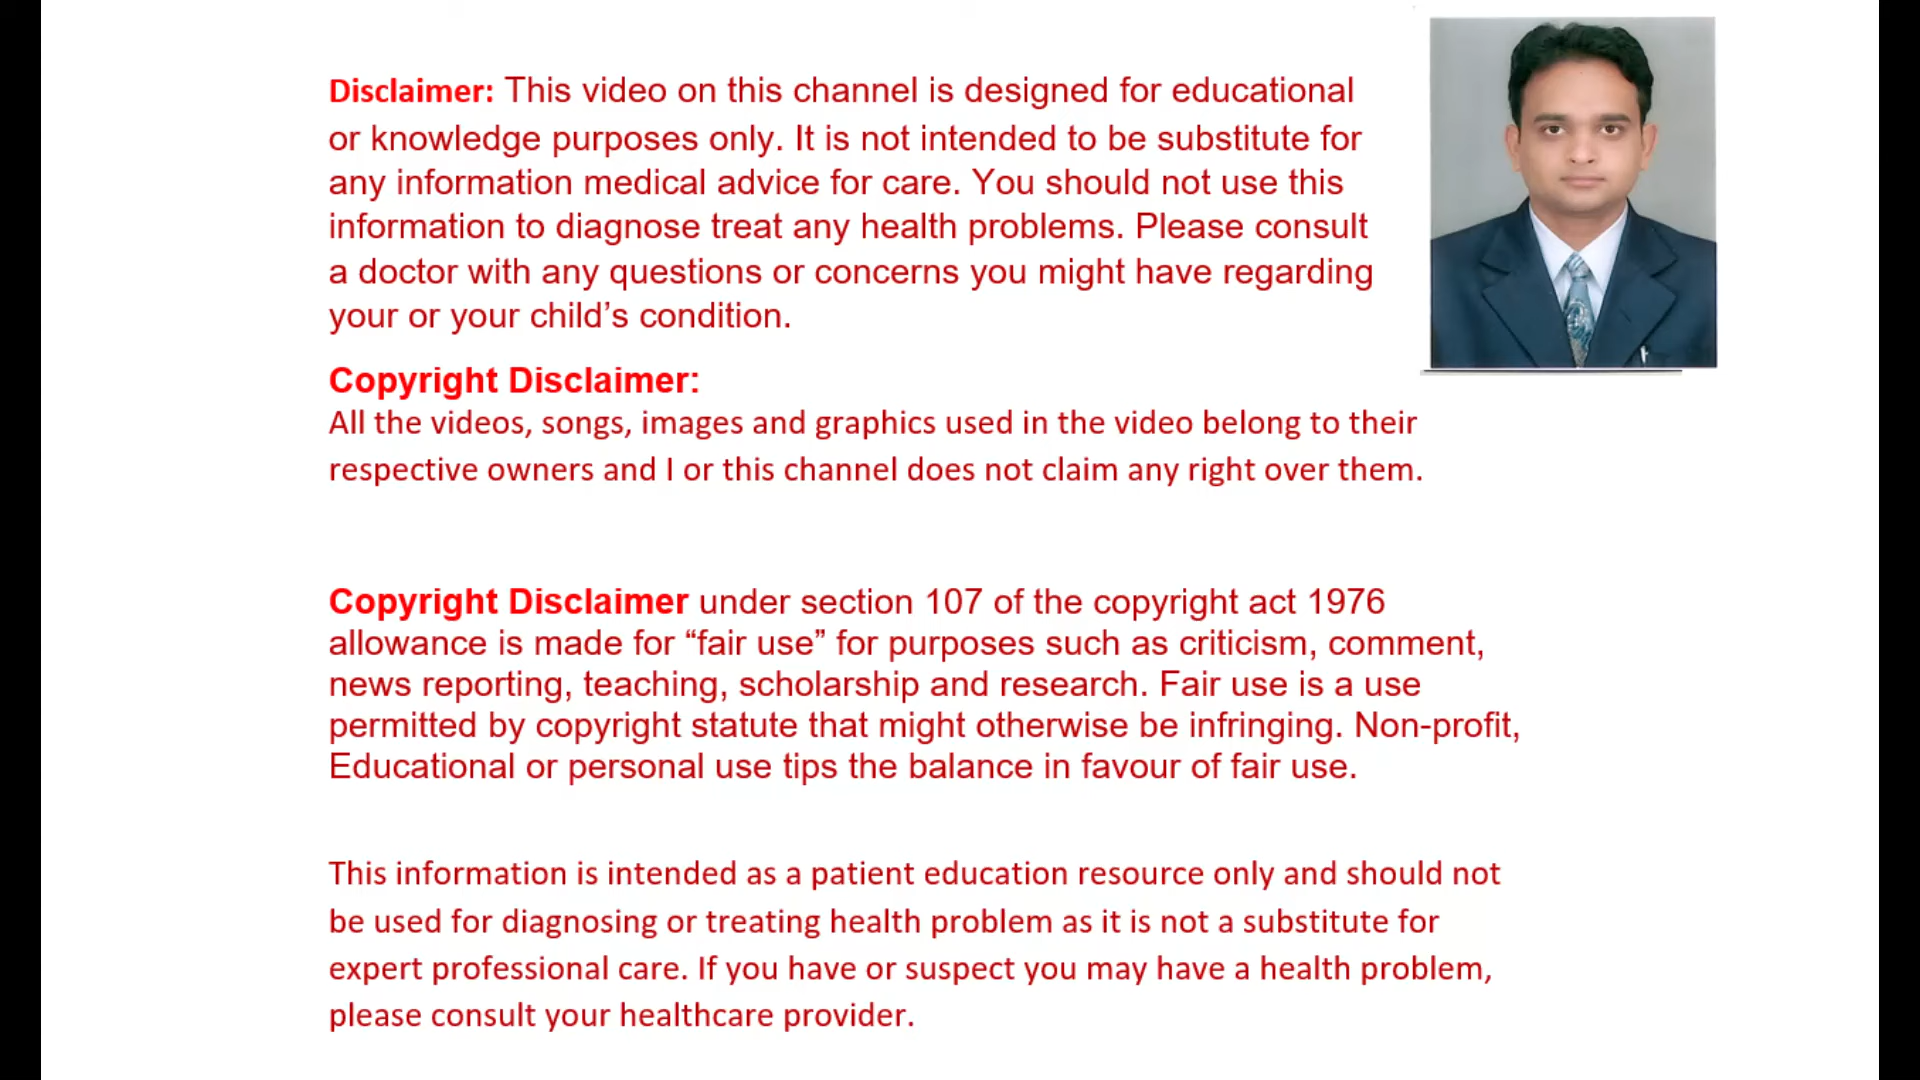 Disclaimer: This video on this channel is designed for educational
or knowledge purposes only. It is not intended to be substitute for
any information medical advice for care. You should not use this
information to diagnose treat any health problems. Please consult
a doctor with any questions or concerns you might have regarding
your or your child’s condition.
Copyright Disclaimer:
All the videos, songs, images and graphics used in the video belong to their
respective owners and I or this channel does not claim any right over them.
Copyright Disclaimer under section 107 of the copyright act 1976
allowance is made for “fair use” for purposes such as criticism, comment,
news reporting, teaching, scholarship and research. Fair use is a use
permitted by copyright statute that might otherwise be infringing. Non-profit,
Educational or personal use tips the balance in favour of fair use.
This information is intended as a patient education resource only and should not
be used for diagnosing or treating health problem as it is not a substitute for
expert professional care. If you have or suspect you may have a health problem,
please consult your healthcare provider.